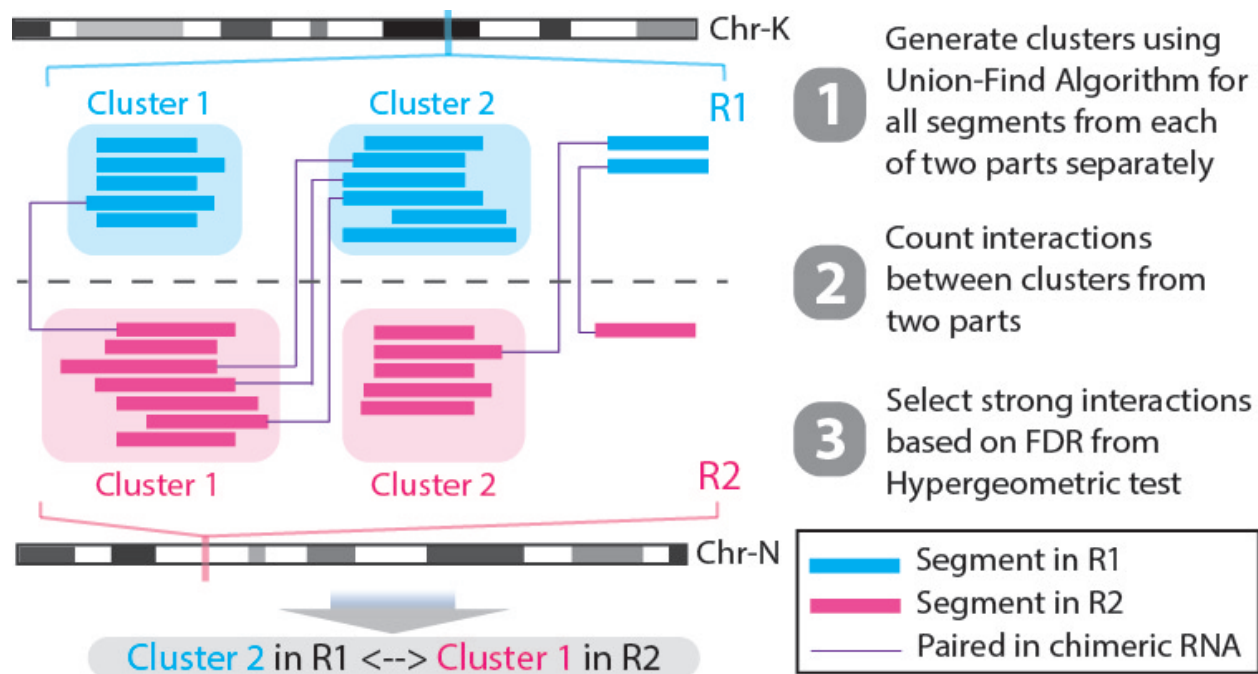 Chr-K
Cluster 1
Cluster 2
R1
Cluster 1
Cluster 2
R2
Chr-N
Cluster 2 in R1 <--> Cluster 1 in R2
1
Generate clusters using
Union-Find Algorithm for
all segments from each
of two parts separately
2
Count interactions
between clusters from
two parts
3
Select strong interactions
based on FDR from
Hypergeometric test
Segment in R1
Segment in R2
Paired in chimeric RNA